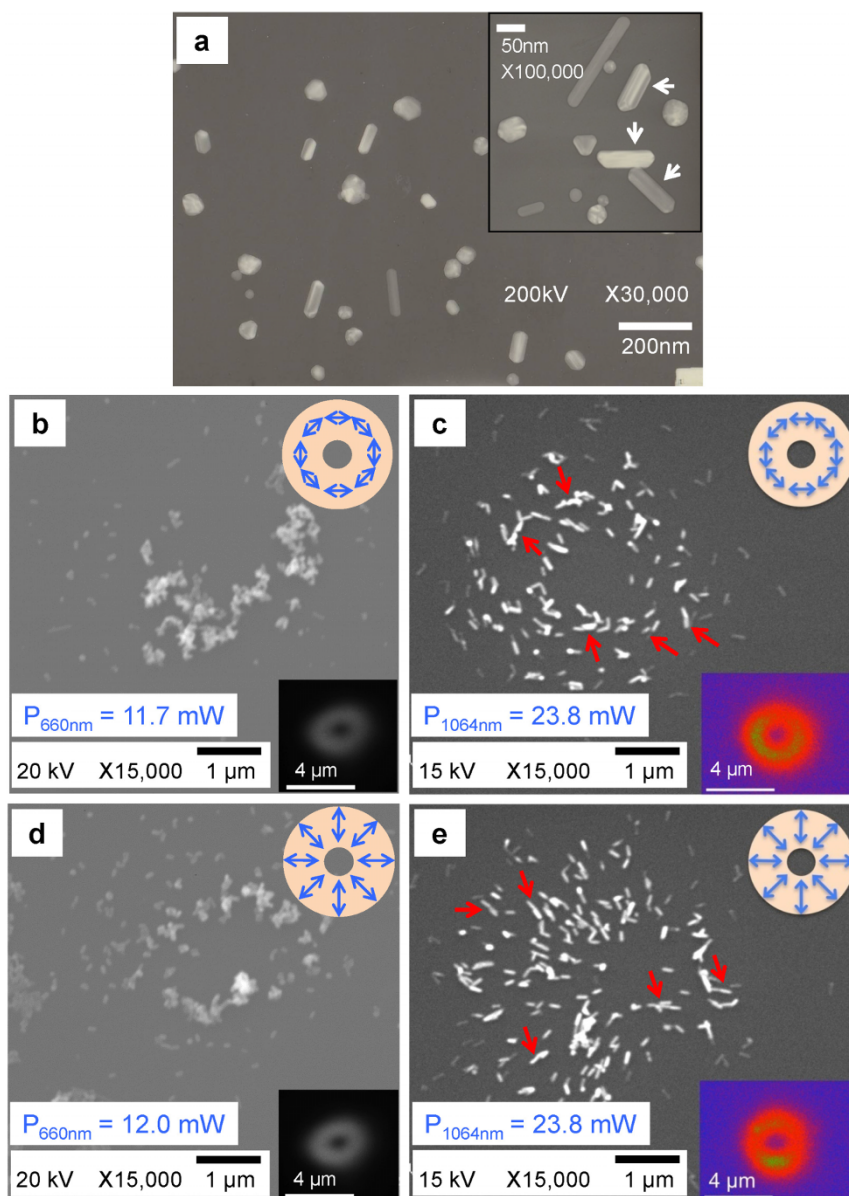 a
50nm
X100,000
200kV X30,000
200nm
b
P660nm = 11.7 mW
20 kV X15,000 1 µm
4 µm
c
P1064nm = 23.8 mW
15 kV X15,000 1 µm
4 µm
d
P660nm = 12.0 mW
20 kV X15,000 1 µm
4 µm
e
P1064nm = 23.8 mW
15 kV X15,000 1 µm
4 µm